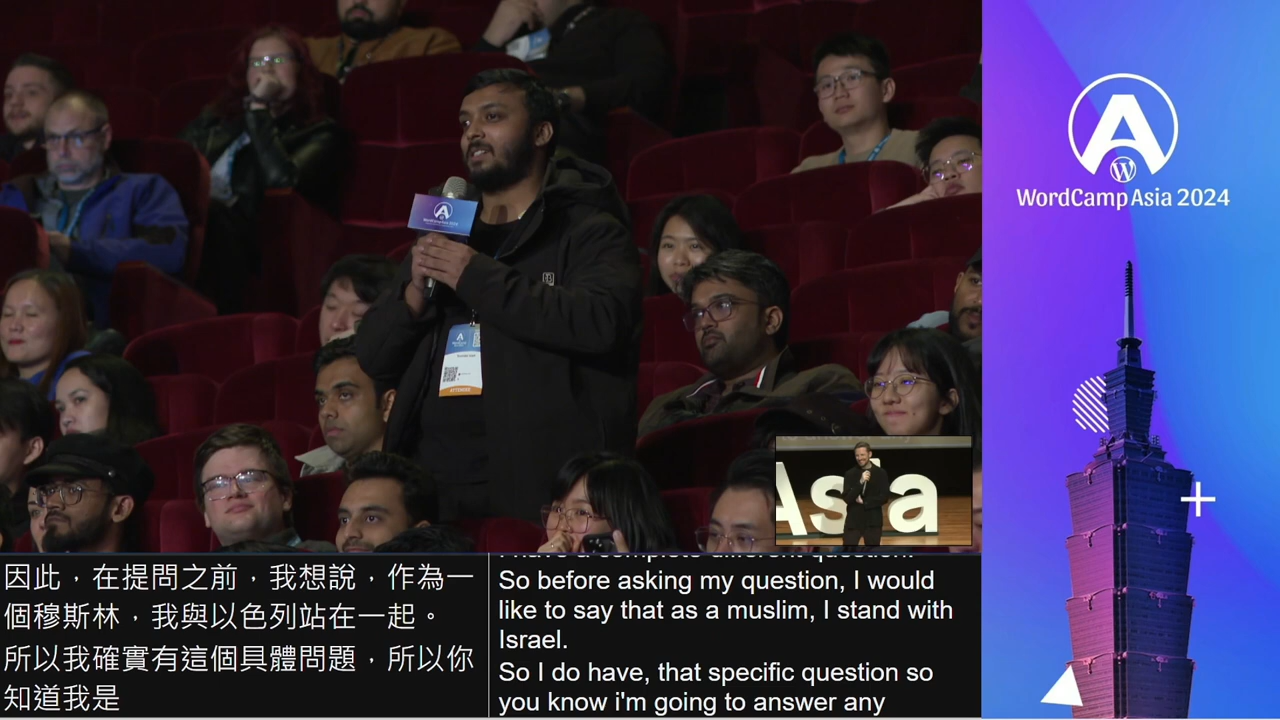 WordCamp Asia 2024
WordCamp Asia 2024
ATTENDEE
Asia
因此，在提問之前，我想說，作為一
個穆斯林，我與以色列站在一起。
所以我確實有這個具體問題，所以你
知道我是
So before asking my question, I would
like to say that as a muslim, I stand with
Israel.
So I do have, that specific question so
you know i'm going to answer any